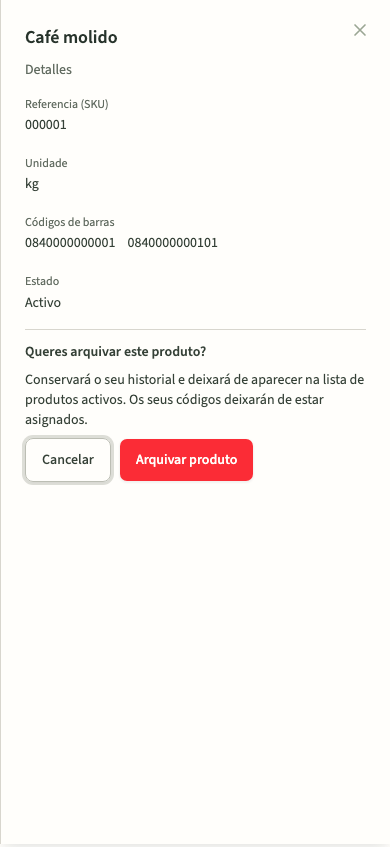 Café molido
Detalles
Referencia (SKU)
000001
Unidade
kg
Códigos de barras
0840000000001 0840000000101
Estado
Activo
Queres arquivar este produto?
Conservará o seu historial e deixará de aparecer na lista de
produtos activos. Os seus códigos deixarán de estar
asignados.
Cancelar Arquivar produto